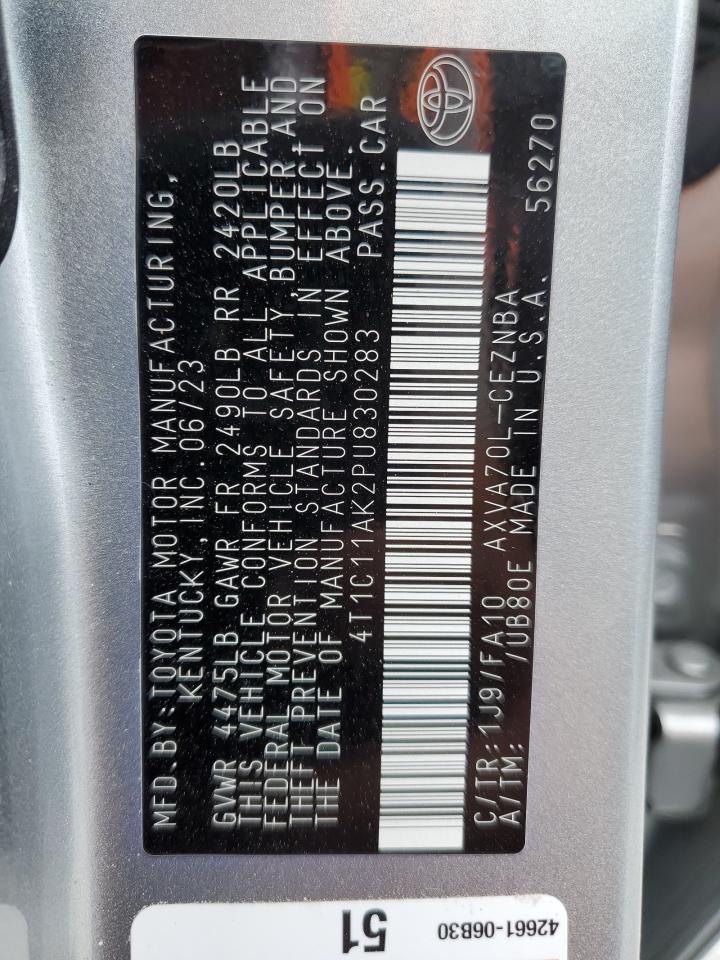 MFD.BY:TOYOTA MOTOR MANUFACTURING,
KENTUCKY,INC.06/23
GVWR 4475LB GAWR FR 2490LB RR 2420LB
THIS VEHICLE CONFORMS TO ALL APPLICABLE
FEDERAL MOTOR VEHICLE SAFETY, BUMPER AND
THEFT PREVENTION STANDARDS IN EFFECT ON
THE DATE OF MANUFACTURE SHOWN ABOVE.
4T1C11AK2PU830283 PASS.CAR
C/TR:1J9/FA10 AXVA70L-CEZNBA
A/TM: /UB80E MADE IN U.S.A. 56270
51
42661-06B30